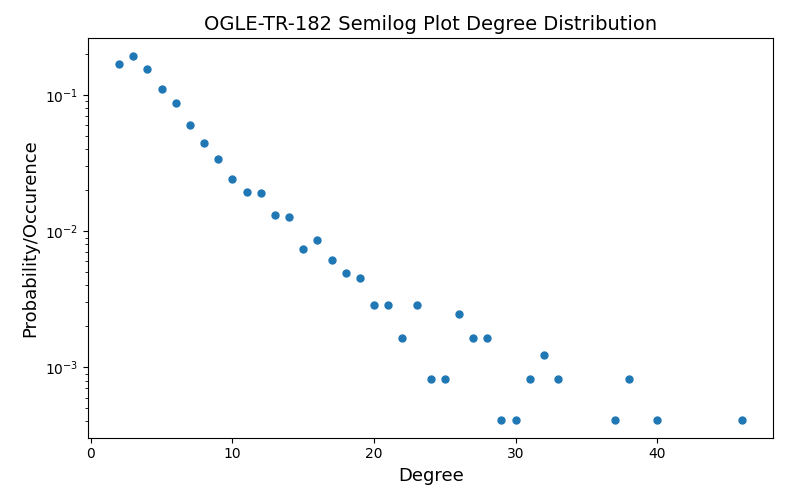 OGLE-TR-182 Semilog Plot Degree Distribution
Probability/Occurence
10⁻¹
10⁻²
10⁻³
0 10 20 30 40
Degree